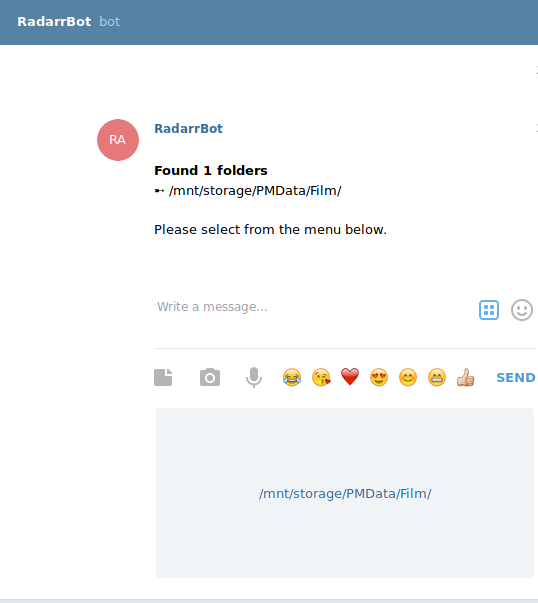 RadarrBot bot
RA
RadarrBot
Found 1 folders
➸ /mnt/storage/PMData/Film/
Please select from the menu below.
Write a message...
SEND
/mnt/storage/PMData/Film/